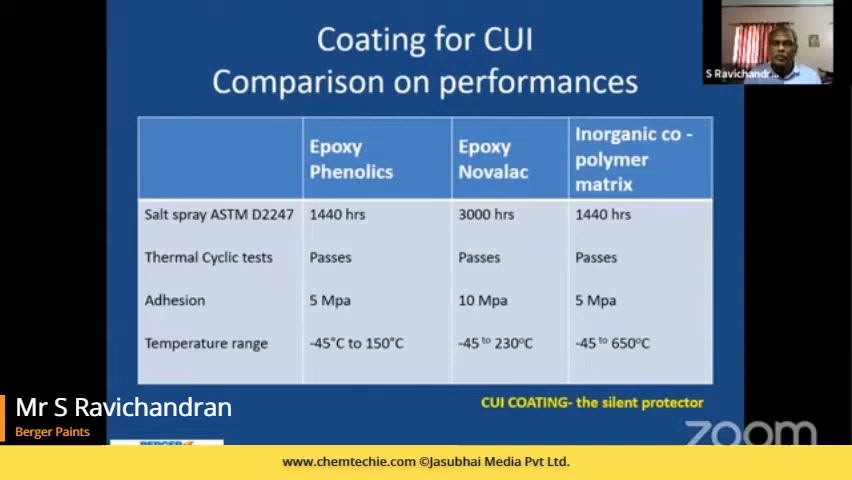 Coating for CUI
Comparison on performances
S Ravichandr...
Epoxy Phenolics
Epoxy Novalac
Inorganic co - polymer matrix
Salt spray ASTM D2247 1440 hrs 3000 hrs 1440 hrs
Thermal Cyclic tests Passes Passes Passes
Adhesion 5 Mpa 10 Mpa 5 Mpa
Temperature range -45°C to 150°C -45 to 230°C -45 to 650°C
CUI COATING- the silent protector
Mr S Ravichandran
Berger Paints
BERGER
zoom
www.chemtechie.com ©Jasubhai Media Pvt Ltd.